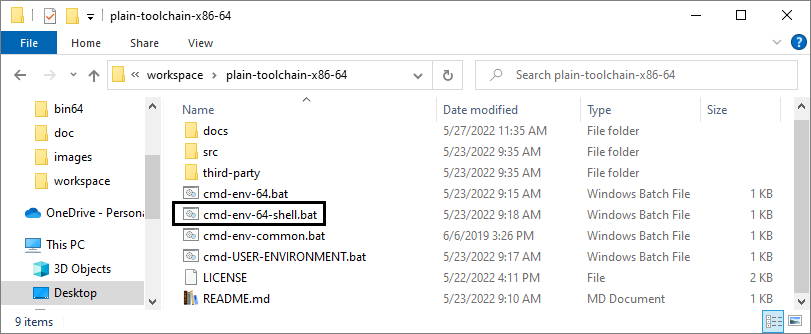 plain-toolchain-x86-64
File Home Share View
workspace plain-toolchain-x86-64 Search plain-toolchain-x86-64
Name Date modified Type Size
bin64
doc
images
workspace
OneDrive - Persona
This PC
3D Objects
Desktop
docs 5/27/2022 11:35 AM File folder
src 5/23/2022 9:35 AM File folder
third-party 5/23/2022 9:35 AM File folder
cmd-env-64.bat 5/23/2022 9:15 AM Windows Batch File 1 KB
cmd-env-64-shell.bat 5/23/2022 9:18 AM Windows Batch File 1 KB
cmd-env-common.bat 6/6/2019 3:26 PM Windows Batch File 1 KB
cmd-USER-ENVIRONMENT.bat 5/23/2022 9:17 AM Windows Batch File 1 KB
LICENSE 5/22/2022 4:11 PM File 2 KB
README.md 5/23/2022 9:10 AM MD Document 1 KB
9 items